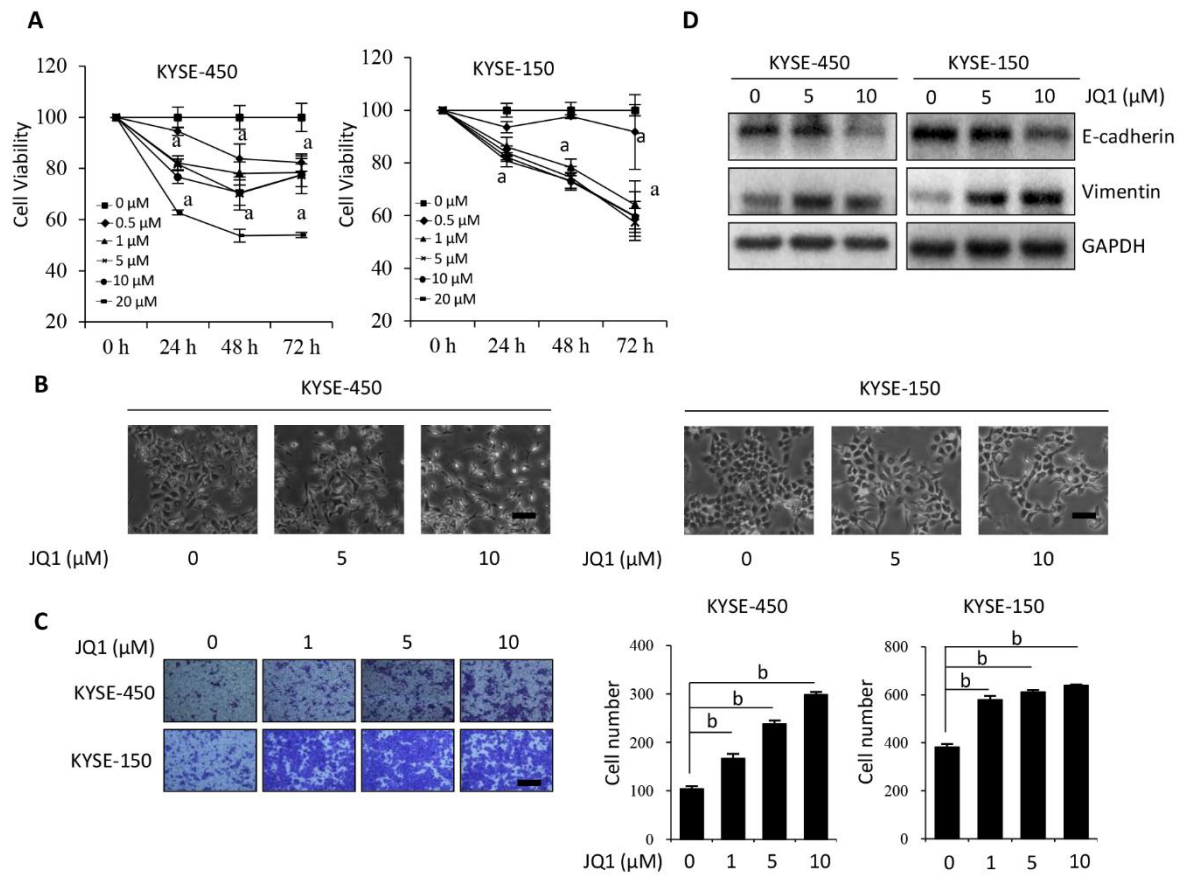 A
KYSE-450
Cell Viability
120
100
80
60
40
20
0 h
24 h
48 h
72 h
0 μM
0.5 μM
1 μM
5 μM
10 μM
20 μM
a
a
a
a
a
a
KYSE-150
Cell Viability
120
100
80
60
40
20
0 h
24 h
48 h
72 h
0 μM
0.5 μM
1 μM
5 μM
10 μM
20 μM
a
a
a
a
D
KYSE-450
KYSE-150
0 5 10 0 5 10 JQ1 (μM)
E-cadherin
Vimentin
GAPDH
B
KYSE-450
JQ1 (μM) 0 5 10
KYSE-150
JQ1 (μM) 0 5 10
C
JQ1 (μM) 0 1 5 10
KYSE-450
KYSE-150
KYSE-450
Cell number
400
300
200
100
0
b
b
b
JQ1 (μM) 0 1 5 10
KYSE-150
Cell number
800
600
400
200
0
b
b
b
0 1 5 10